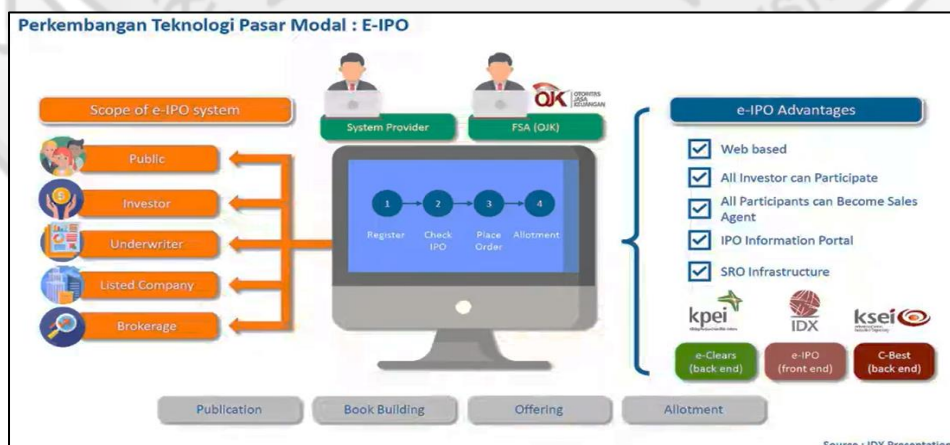 Perkembangan Teknologi Pasar Modal : E-IPO
Scope of e-IPO system
Public
Investor
Underwriter
Listed Company
Brokerage
System Provider
OJK OTORITAS
JASA
KEUANGAN
FSA (OJK)
1 2 3 4
Register Check Place Allotment
IPO Order
e-IPO Advantages
Web based
All Investor can Participate
All Participants can Become Sales
Agent
IPO Information Portal
SRO Infrastructure
kpei
IDX
ksei
e-Clears
(back end)
e-IPO
(front end)
C-Best
(back end)
Publication
Book Building
Offering
Allotment
Source : IDX Presentation